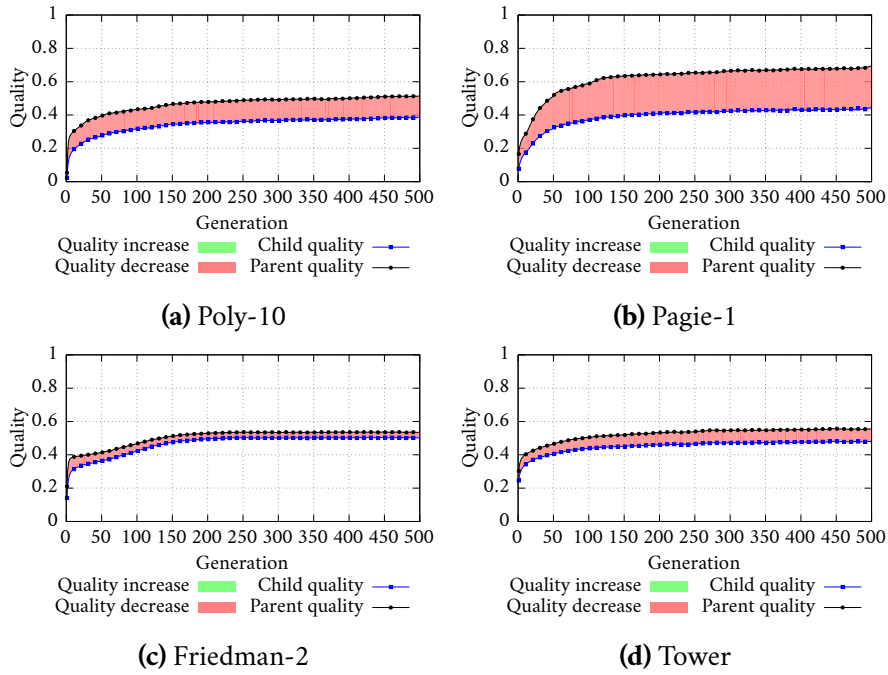 1
0.8
0.6
0.4
0.2
0
Quality
0 50 100 150 200 250 300 350 400 450 500
Generation
Quality increase Child quality
Quality decrease Parent quality
(a) Poly-10
1
0.8
0.6
0.4
0.2
0
Quality
0 50 100 150 200 250 300 350 400 450 500
Generation
Quality increase Child quality
Quality decrease Parent quality
(b) Pagie-1
1
0.8
0.6
0.4
0.2
0
Quality
0 50 100 150 200 250 300 350 400 450 500
Generation
Quality increase Child quality
Quality decrease Parent quality
(c) Friedman-2
1
0.8
0.6
0.4
0.2
0
Quality
0 50 100 150 200 250 300 350 400 450 500
Generation
Quality increase Child quality
Quality decrease Parent quality
(d) Tower